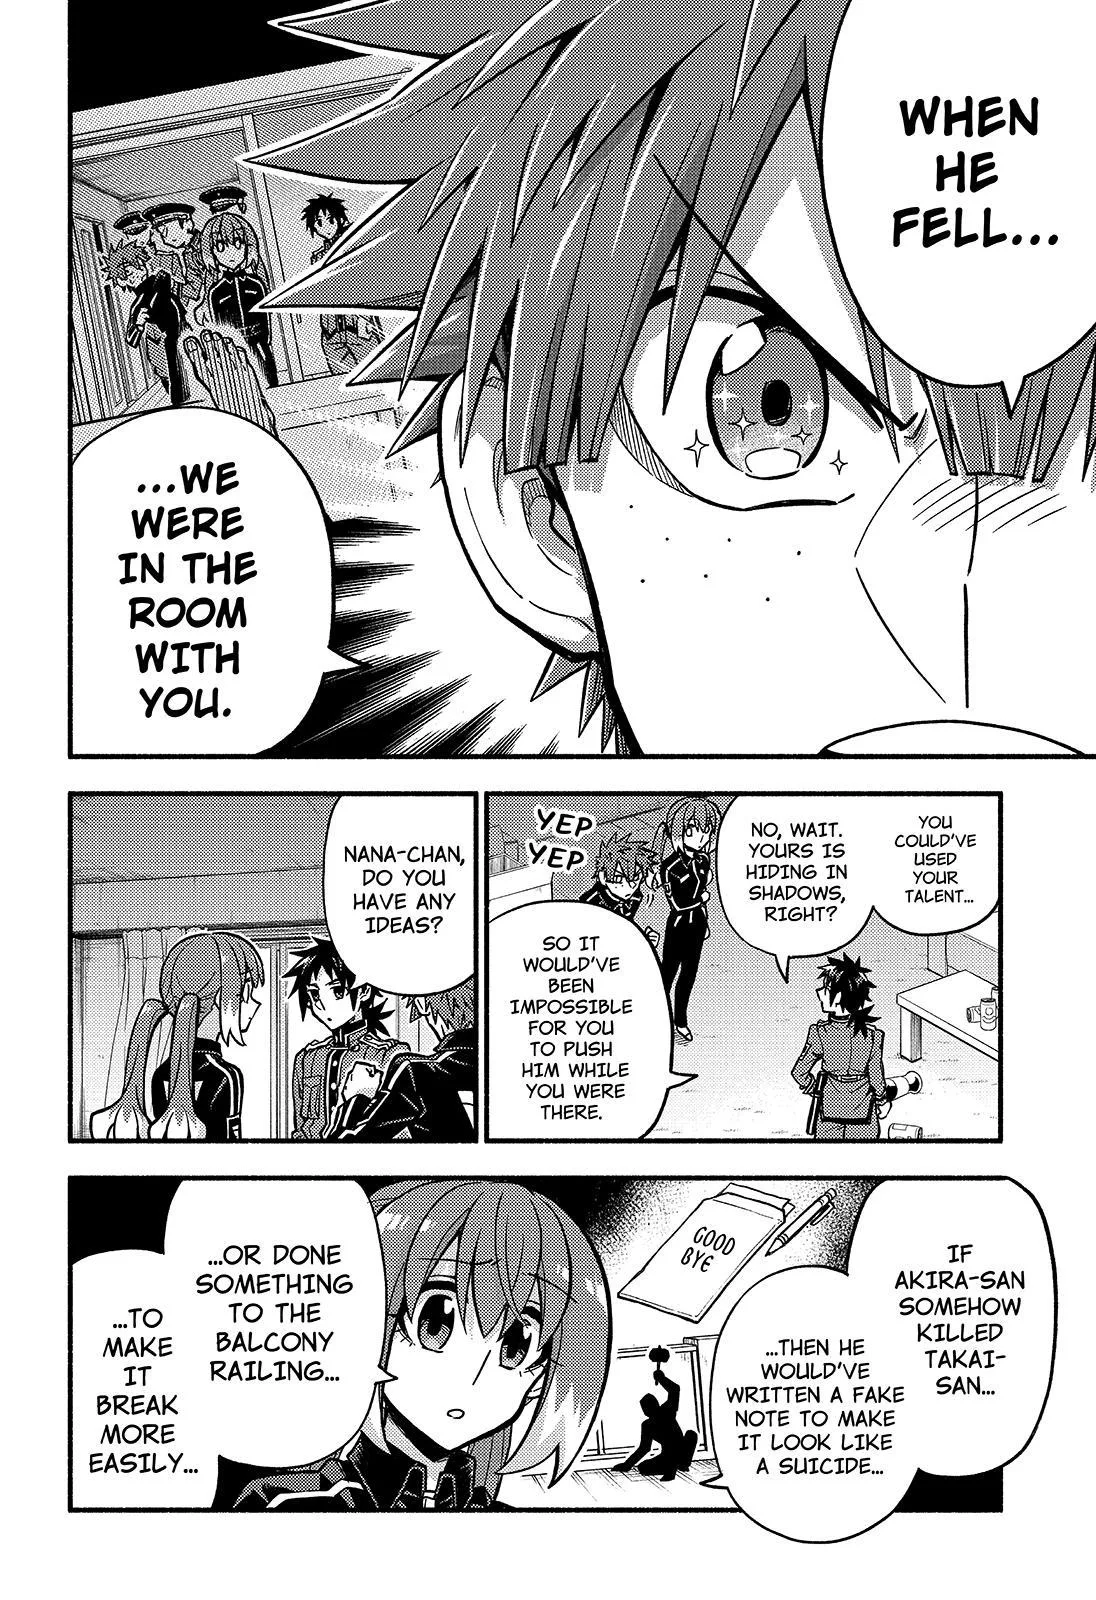 WHEN
HE
FELL...
...WE
WERE
IN THE
ROOM
WITH
YOU.
YOU
COULD'VE
USED
YOUR
TALENT...
NO, WAIT.
YOURS IS
HIDING IN
SHADOWS,
RIGHT?
YEP
YEP
SO IT
WOULD'VE
BEEN
IMPOSSIBLE
FOR YOU
TO PUSH
HIM WHILE
YOU WERE
THERE.
NANA-CHAN,
DO YOU
HAVE ANY
IDEAS?
IF
AKIRA-SAN
SOMEHOW
KILLED
TAKAI-
SAN...
GOOD
BYE
...THEN HE
WOULD'VE
WRITTEN A FAKE
NOTE TO MAKE
IT LOOK LIKE
A SUICIDE...
...OR DONE
SOMETHING
TO THE
BALCONY
RAILING...
...TO
MAKE
IT
BREAK
MORE
EASILY...